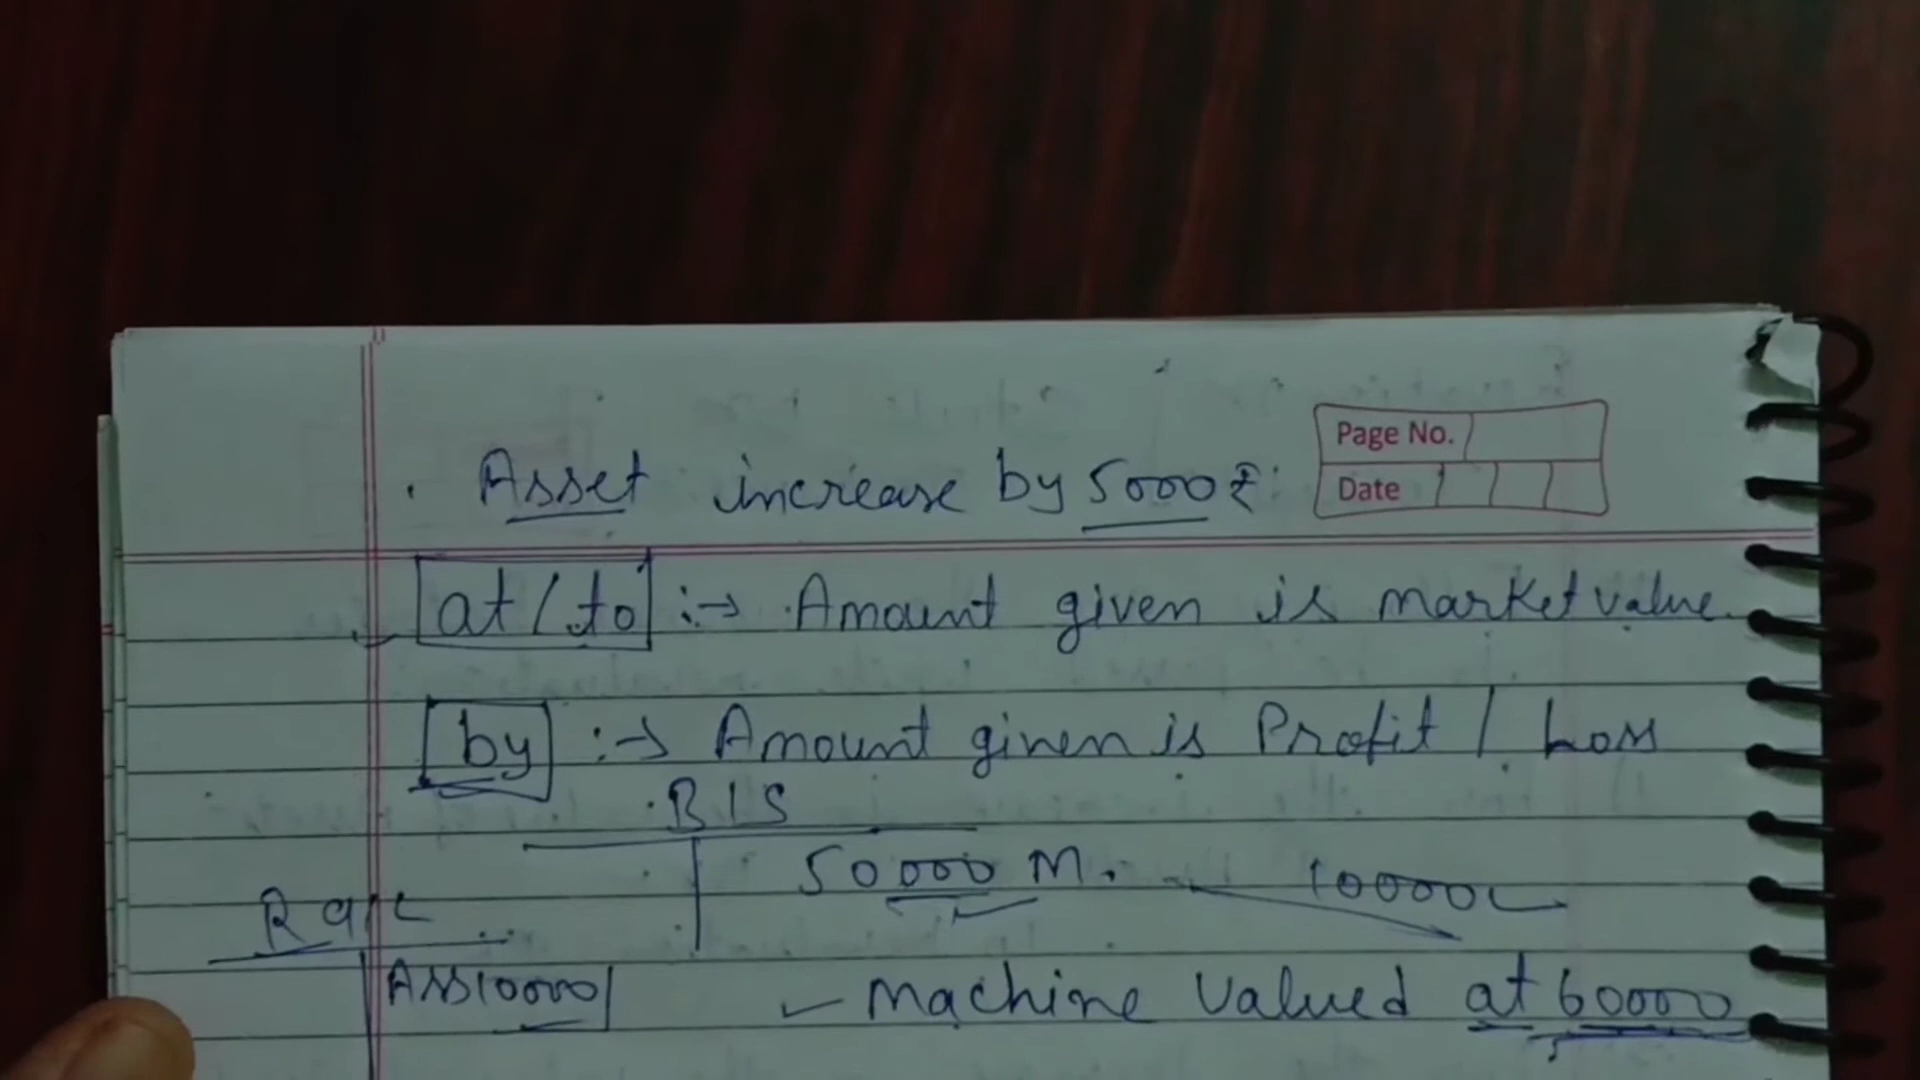 Page No.
. Asset increase by 5000₹
Date
at / to :→ Amount given is market value.
by :→ Amount given is Profit / Loss
B/S
50000 M. 10000
R a/c
Ass 10000
machine valued at 60000